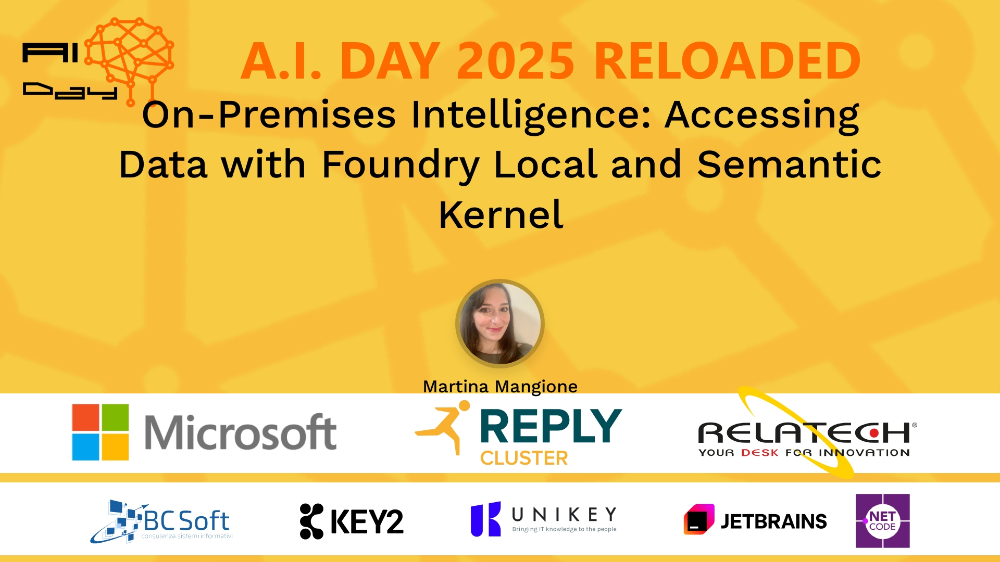 AI
Day
A.I. DAY 2025 RELOADED
On-Premises Intelligence: Accessing
Data with Foundry Local and Semantic
Kernel
Martina Mangione
Microsoft
REPLY
CLUSTER
RELATECH®
YOUR DESK FOR INNOVATION
BC Soft
consulenza sistemi informativi
KEY2
UNIKEY
Bringing IT knowledge to the people
JETBRAINS
NET
CODE